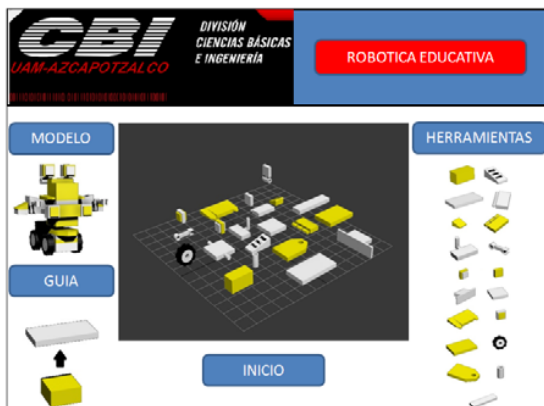 CBI
UAM-AZCAPOTZALCO
DIVISIÓN
CIENCIAS BÁSICAS
E INGENIERÍA
ROBOTICA EDUCATIVA
MODELO
HERRAMIENTAS
GUIA
INICIO